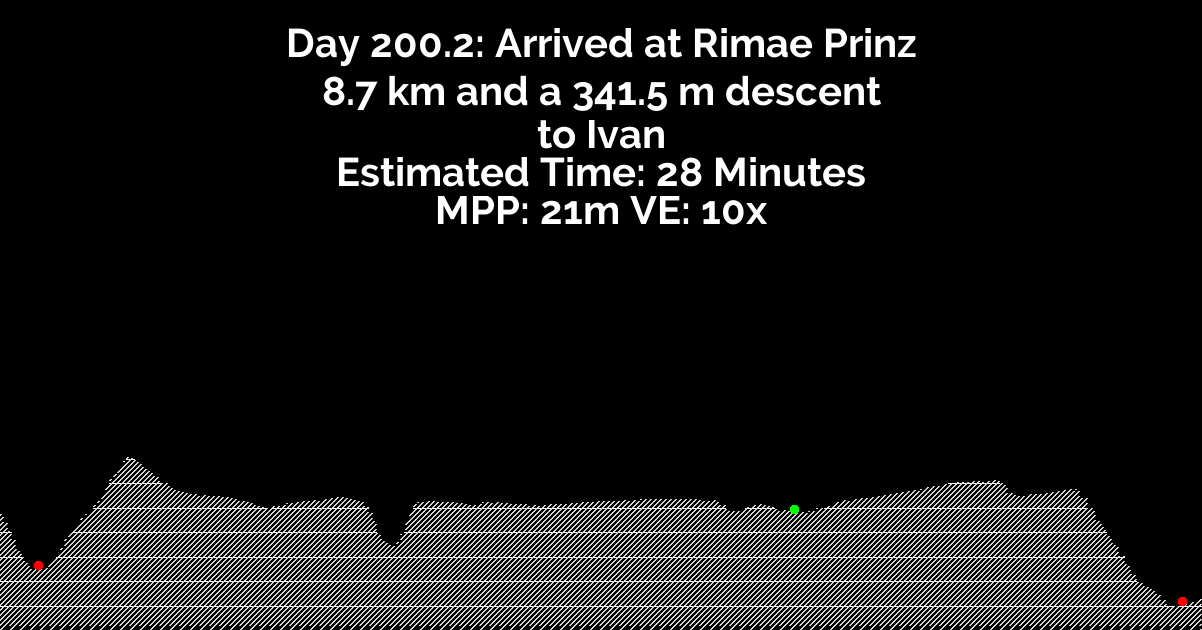 Day 200.2: Arrived at Rimae Prinz
8.7 km and a 341.5 m descent
to Ivan
Estimated Time: 28 Minutes
MPP: 21m VE: 10x